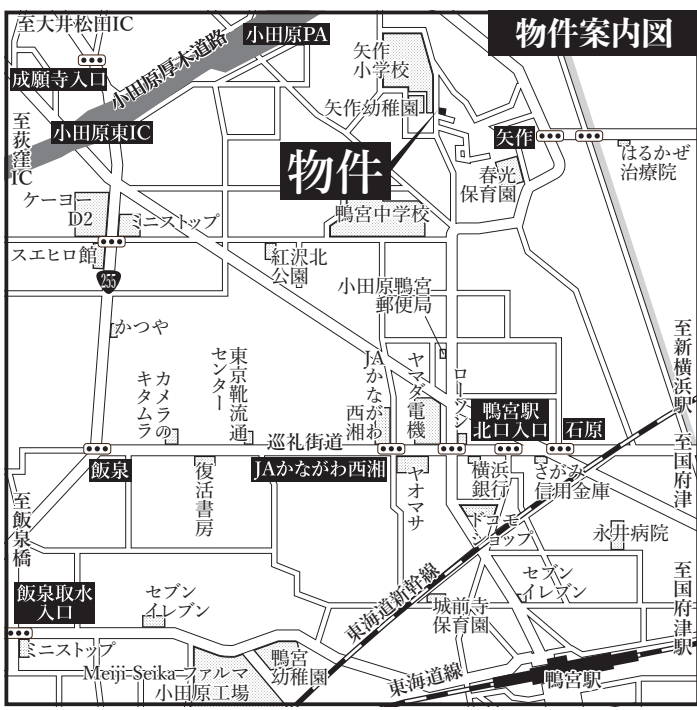 至大井松田IC
小田原PA
物件案内図
成願寺入口
小田原厚木道路
矢作
小学校
矢作幼稚園
至荻窪IC
小田原東IC
矢作
はるかぜ
治療院
物件
春光
保育園
ケーヨー
D2
ミニストップ
鴨宮中学校
スエヒロ館
紅沢北
公園
255
小田原鴨宮
郵便局
かつや
至新横浜駅
カメラの
キタムラ
東京靴流通
センター
JAかながわ
西湘
ヤマダ電機
ローソン
鴨宮駅
北口入口
石原
巡礼街道
飯泉
復活書房
JAかながわ西湘
ヤオマサ
横浜
銀行
さがみ
信用金庫
至国府津
至飯泉橋
ドコモ
ショップ
永井病院
飯泉取水
入口
セブン
イレブン
東海道新幹線
城前寺
保育園
セブン
イレブン
至国府津駅
ミニストップ
Meiji-Seika ファルマ
小田原工場
鴨宮
幼稚園
東海道線
鴨宮駅